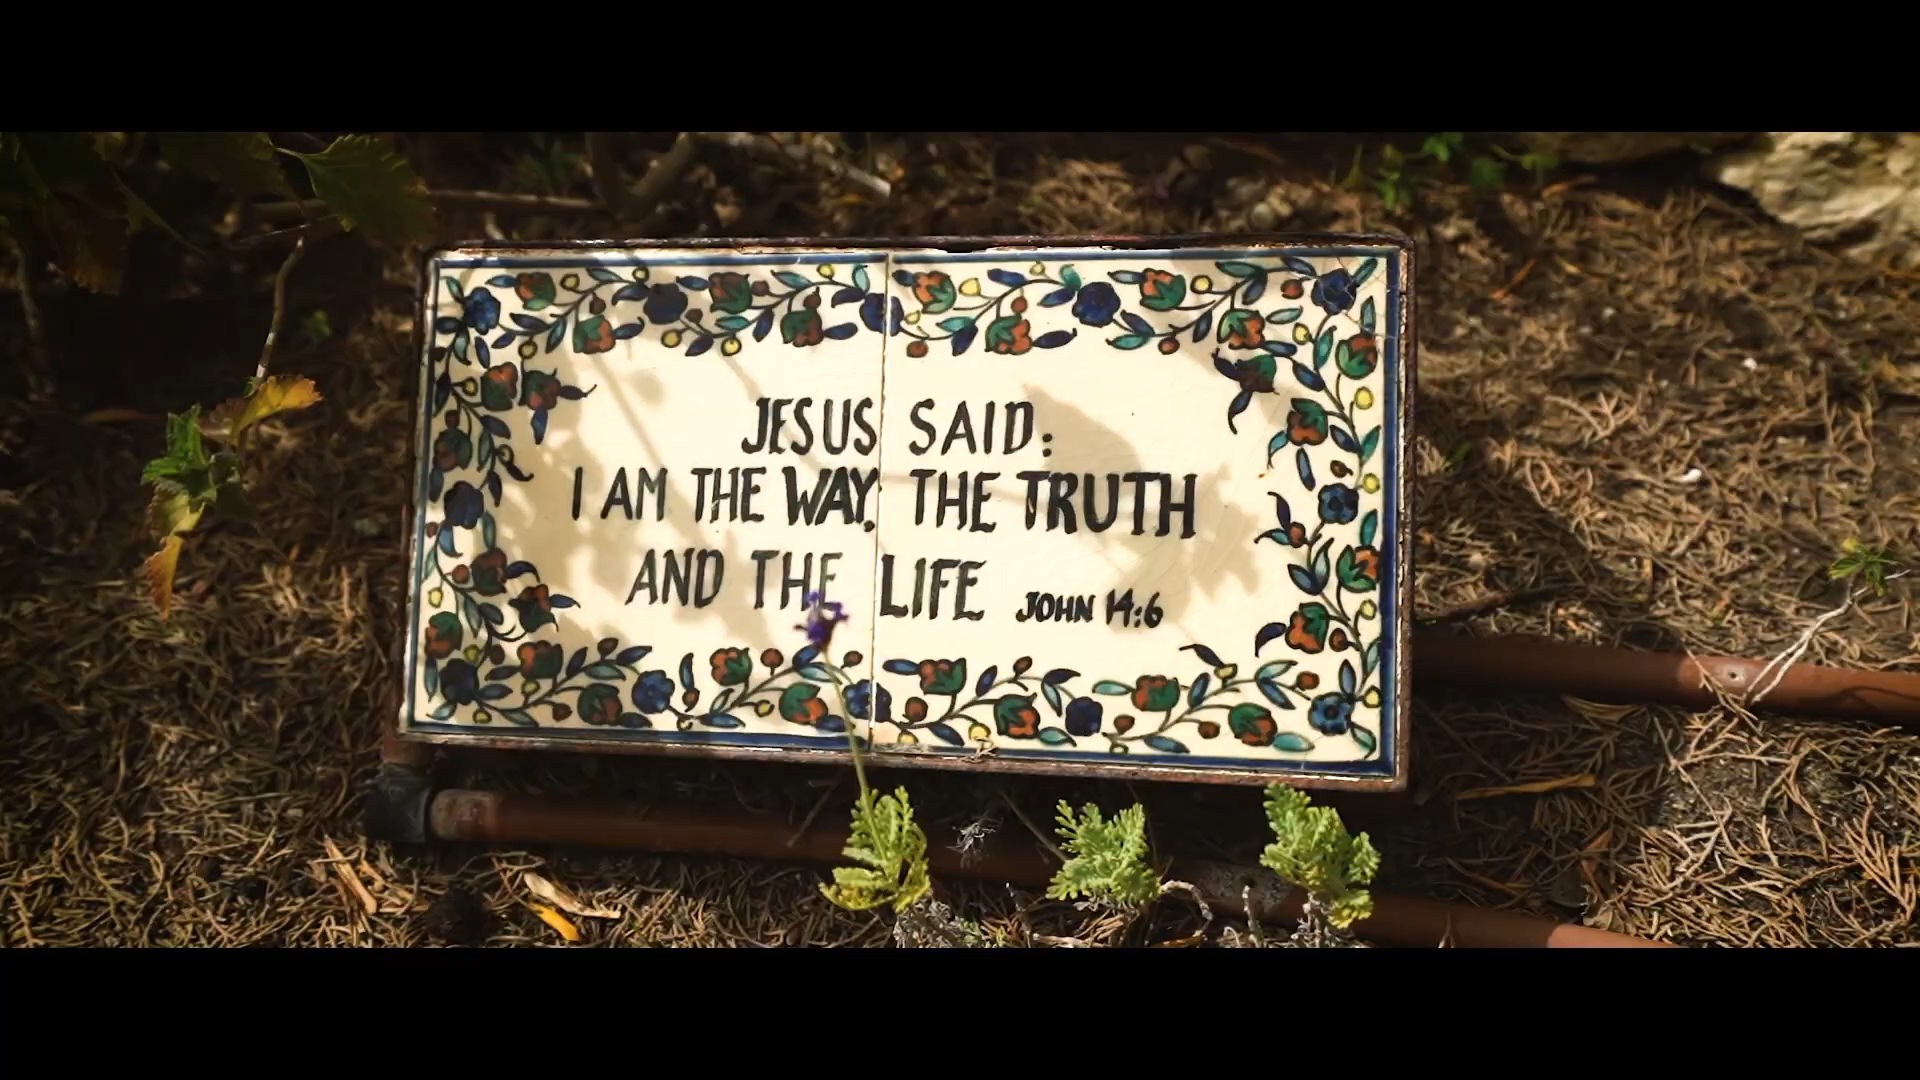 JESUS SAID:
I AM THE WAY, THE TRUTH
AND THE LIFE JOHN 14:6